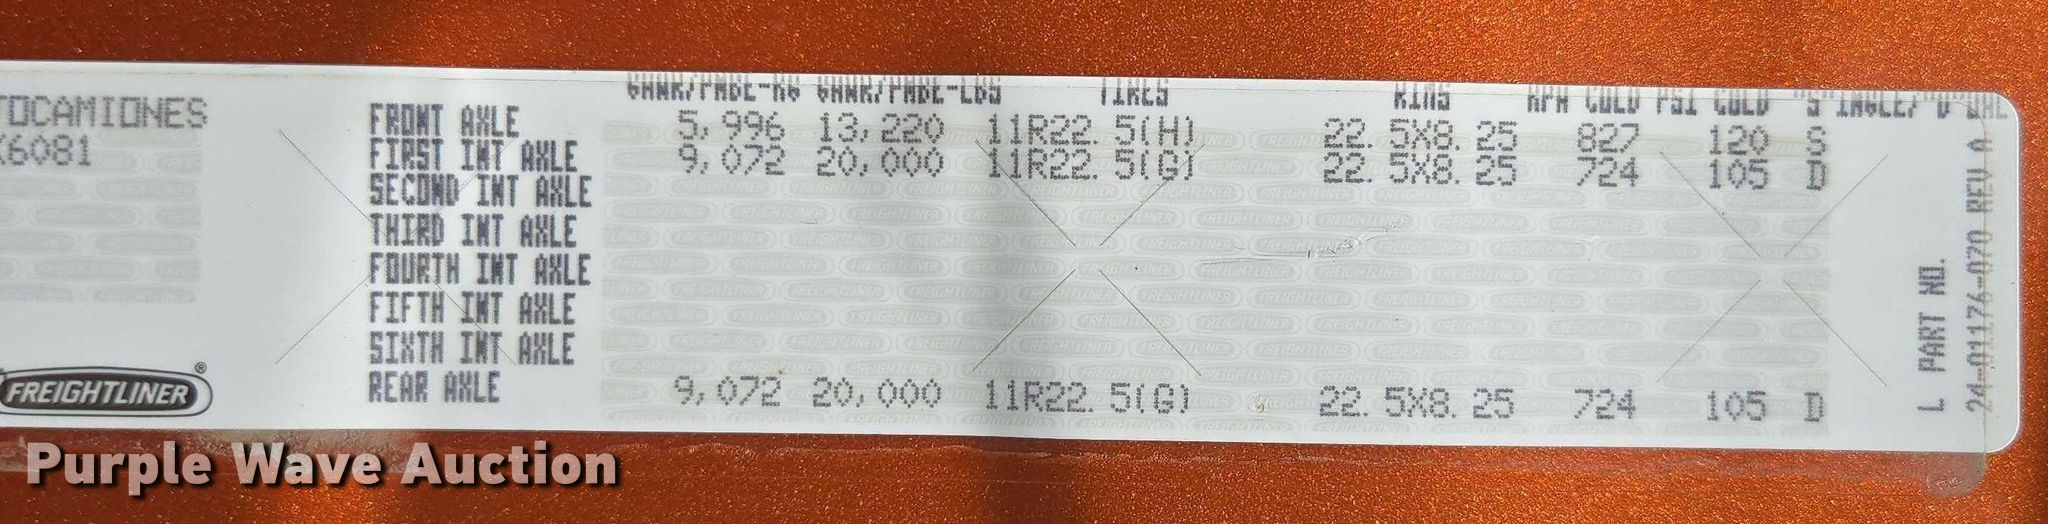 GAWR/PMBE-KG GAWR/PMBE-LBS TIRES RIMS KPA COLD PSI COLD "S"INGLE/"D"UAL
TOCAMIONES
6081
FRONT AXLE 5,996 13,220 11R22.5(H) 22.5X8.25 827 120 S
FIRST INT AXLE 9,072 20,000 11R22.5(G) 22.5X8.25 724 105 D
SECOND INT AXLE
THIRD INT AXLE
FOURTH INT AXLE
FIFTH INT AXLE
SIXTH INT AXLE
REAR AXLE 9,072 20,000 11R22.5(G) 22.5X8.25 724 105 D
FREIGHTLINER®
L PART NO.
24-01176-070 REV A
Purple Wave Auction